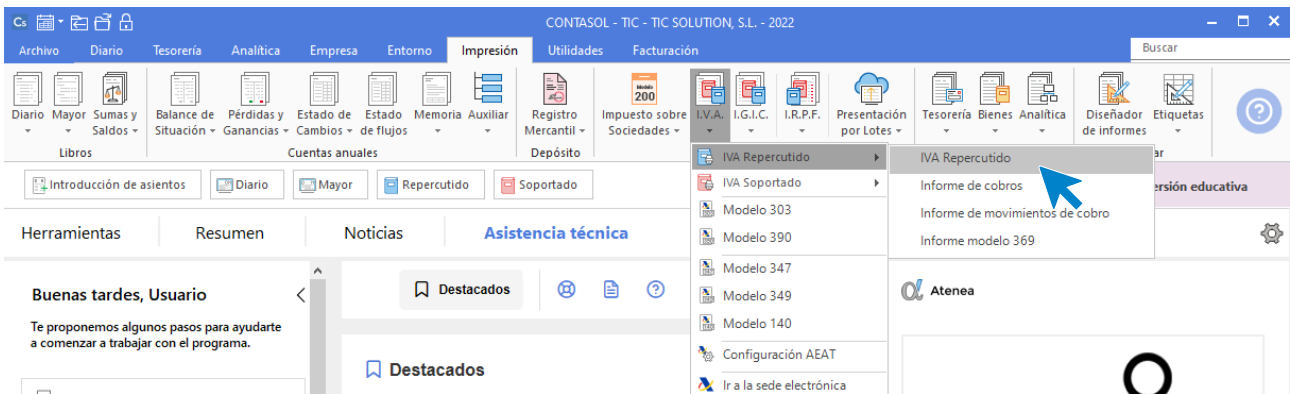 Cs
CONTASOL - TIC - TIC SOLUTION, S.L. - 2022
Archivo Diario Tesorería Analítica Empresa Entorno Impresión Utilidades Facturación Buscar
Modelo
200
Diario Mayor Sumas y Balance de Pérdidas y Estado de Estado Memoria Auxiliar Registro Impuesto sobre I.V.A. I.G.I.C. I.R.P.F. Presentación Tesorería Bienes Analítica Diseñador Etiquetas
Saldos Situación Ganancias Cambios de flujos Mercantil Sociedades por Lotes de informes
Libros Cuentas anuales Depósito ar
Introducción de asientos Diario Mayor Repercutido Soportado ersión educativa
IVA Repercutido
IVA Soportado
Modelo 303
Modelo 390
Modelo 347
Modelo 349
Modelo 140
Configuración AEAT
Ir a la sede electrónica
IVA Repercutido
Informe de cobros
Informe de movimientos de cobro
Informe modelo 369
Herramientas Resumen Noticias Asistencia técnica
Buenas tardes, Usuario
Te proponemos algunos pasos para ayudarte
a comenzar a trabajar con el programa.
Destacados
Destacados
Atenea